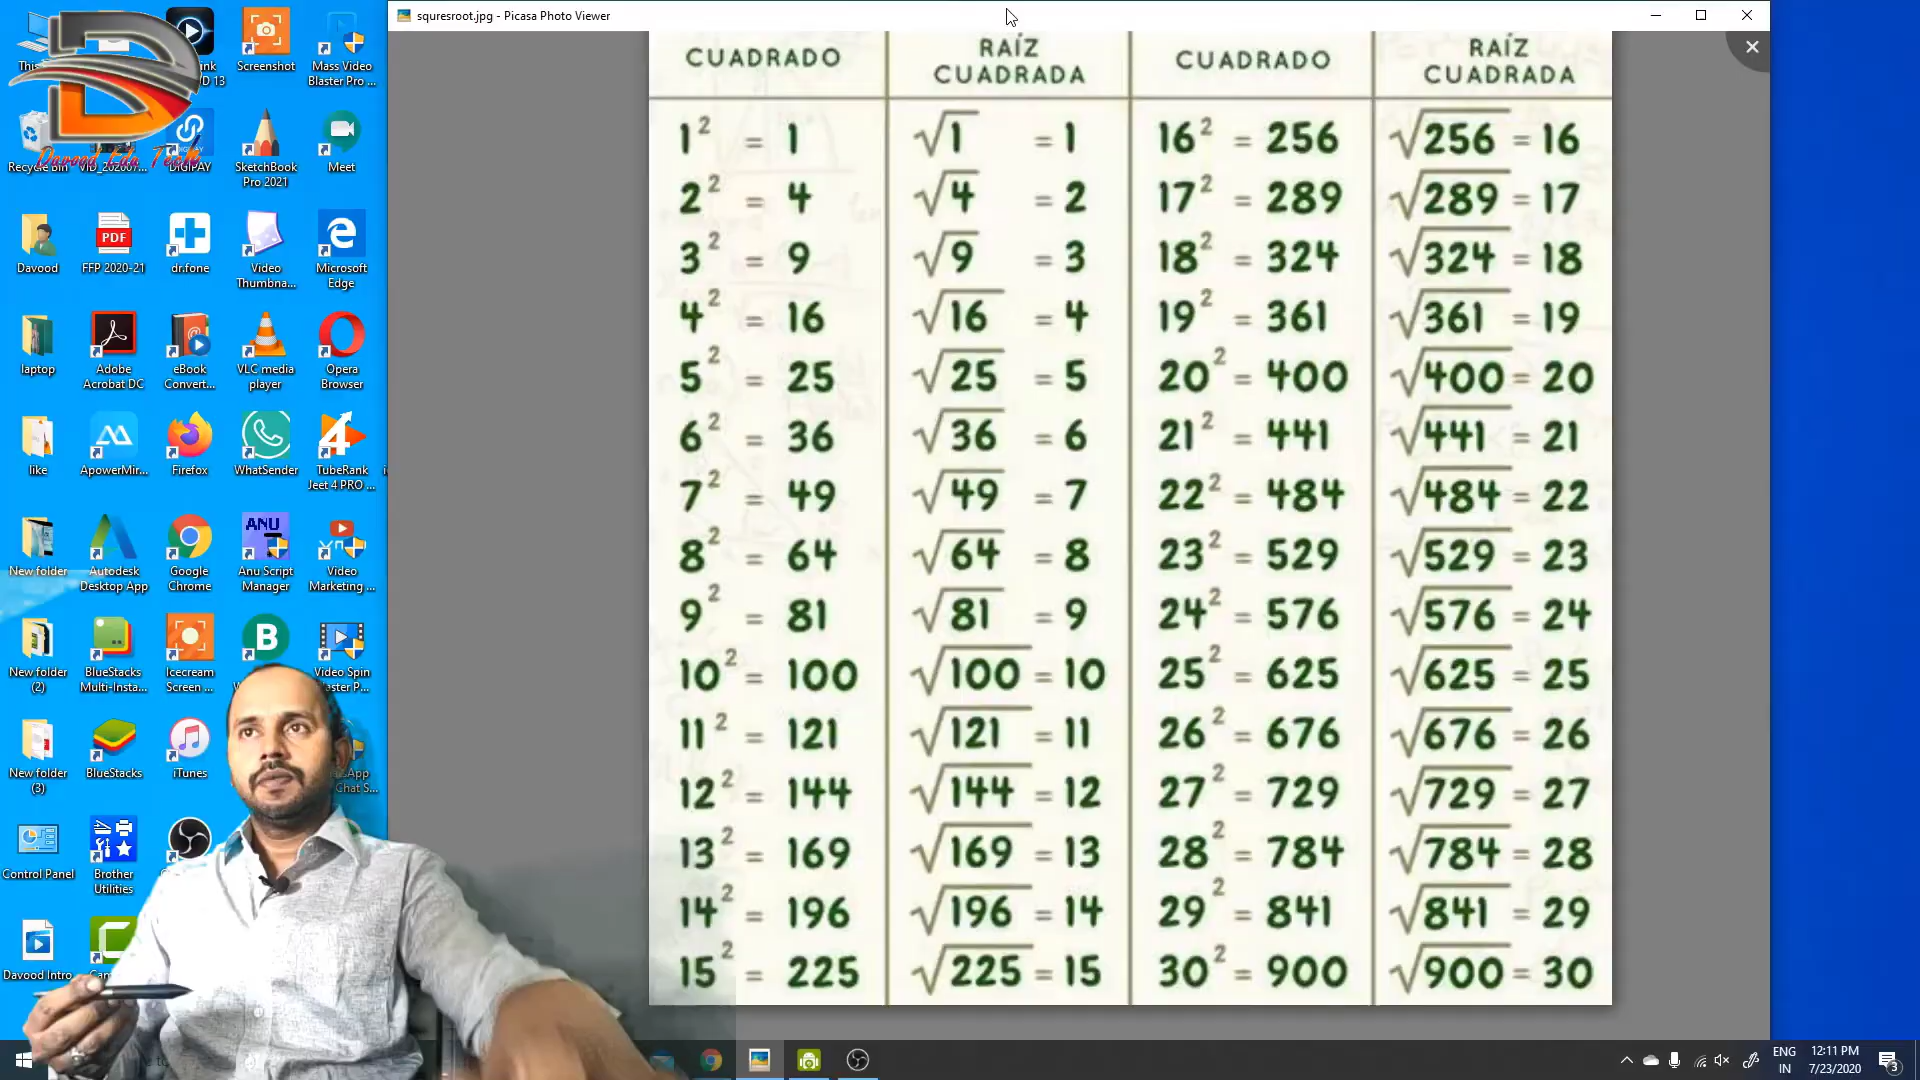 squresroot.jpg - Picasa Photo Viewer
CUADRADO
RAÍZ CUADRADA
CUADRADO
RAÍZ CUADRADA
1² = 1 √1 = 1 16² = 256 √256 = 16
2² = 4 √4 = 2 17² = 289 √289 = 17
3² = 9 √9 = 3 18² = 324 √324 = 18
4² = 16 √16 = 4 19² = 361 √361 = 19
5² = 25 √25 = 5 20² = 400 √400 = 20
6² = 36 √36 = 6 21² = 441 √441 = 21
7² = 49 √49 = 7 22² = 484 √484 = 22
8² = 64 √64 = 8 23² = 529 √529 = 23
9² = 81 √81 = 9 24² = 576 √576 = 24
10² = 100 √100 = 10 25² = 625 √625 = 25
11² = 121 √121 = 11 26² = 676 √676 = 26
12² = 144 √144 = 12 27² = 729 √729 = 27
13² = 169 √169 = 13 28² = 784 √784 = 28
14² = 196 √196 = 14 29² = 841 √841 = 29
15² = 225 √225 = 15 30² = 900 √900 = 30
Screenshot
Mass Video
Blaster Pro ...
Davood Edu Tech
Recycle Bin
DIGIPAY
SketchBook
Pro 2021
Meet
PDF
Davood
FFP 2020-21
dr.fone
Video
Thumbna...
Microsoft
Edge
laptop
Adobe
Acrobat DC
eBook
Convert...
VLC media
player
Opera
Browser
like
ApowerMir...
Firefox
WhatSender
TubeRank
Jeet 4 PRO ...
ANU
New folder
Autodesk
Desktop App
Google
Chrome
Anu Script
Manager
Video
Marketing ...
B
New folder
(2)
BlueStacks
Multi-Insta...
Icecream
Screen ...
Video Spin
New folder
(3)
BlueStacks
iTunes
Chat S...
Control Panel
Brother
Utilities
Davood Intro
ENG
IN
12:11 PM
7/23/2020
3